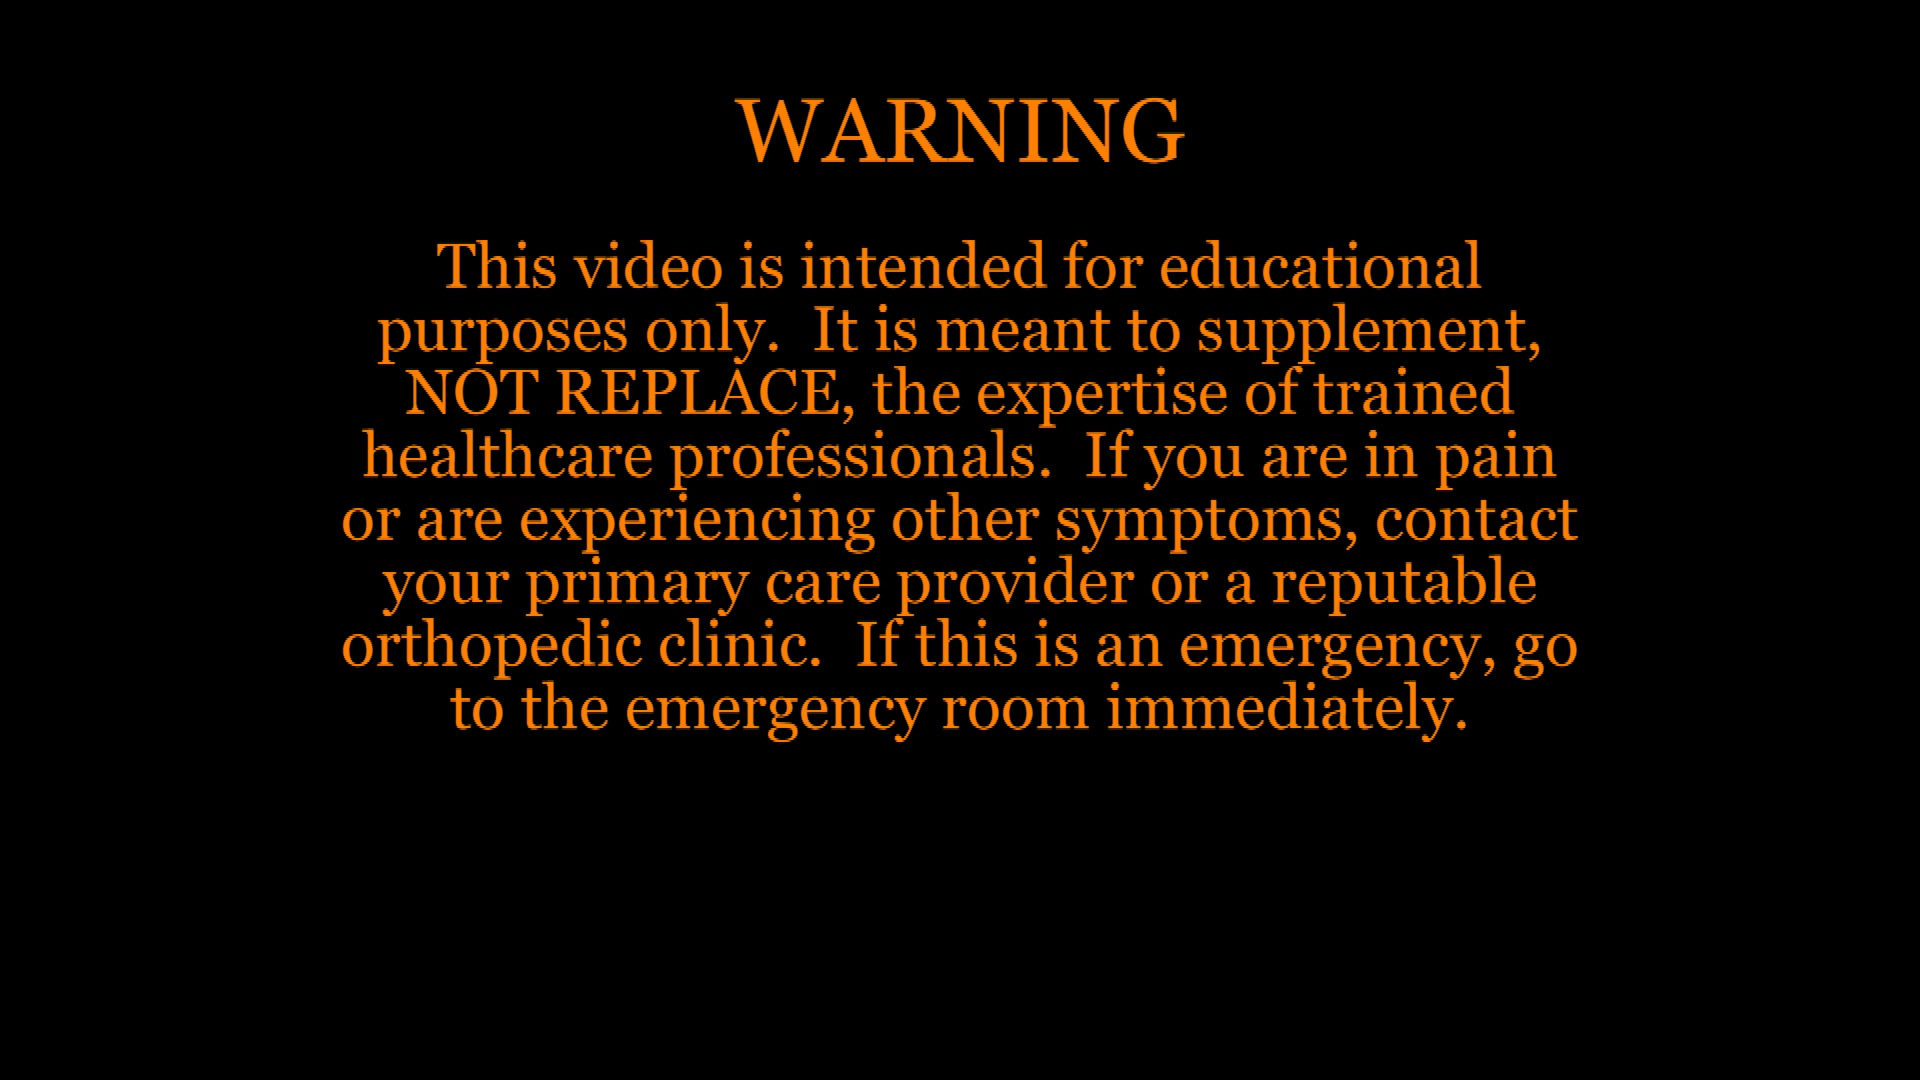 WARNING
This video is intended for educational
purposes only.  It is meant to supplement,
NOT REPLACE, the expertise of trained
healthcare professionals.  If you are in pain
or are experiencing other symptoms, contact
your primary care provider or a reputable
orthopedic clinic.  If this is an emergency, go
to the emergency room immediately.